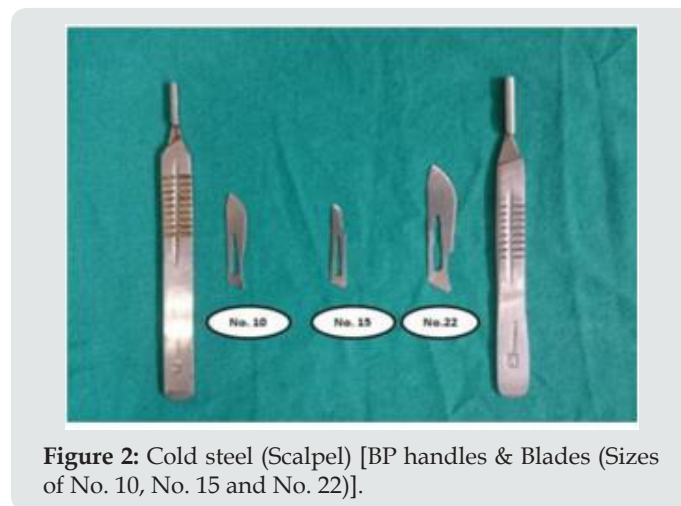 No. 10
No. 15
No.22
Figure 2: Cold steel (Scalpel) [BP handles & Blades (Sizes
of No. 10, No. 15 and No. 22)].